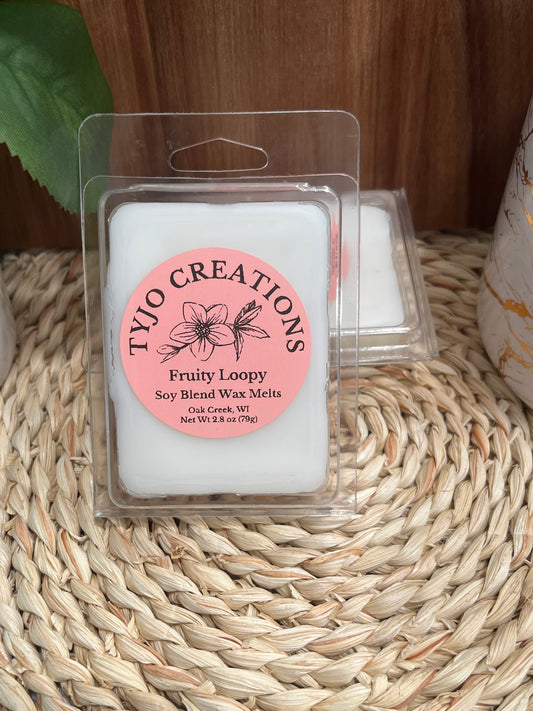 TYJO CREATIONS
Fruity Loopy
Soy Blend Wax Melts
Oak Creek, WI
Net Wt 2.8 oz (79g)